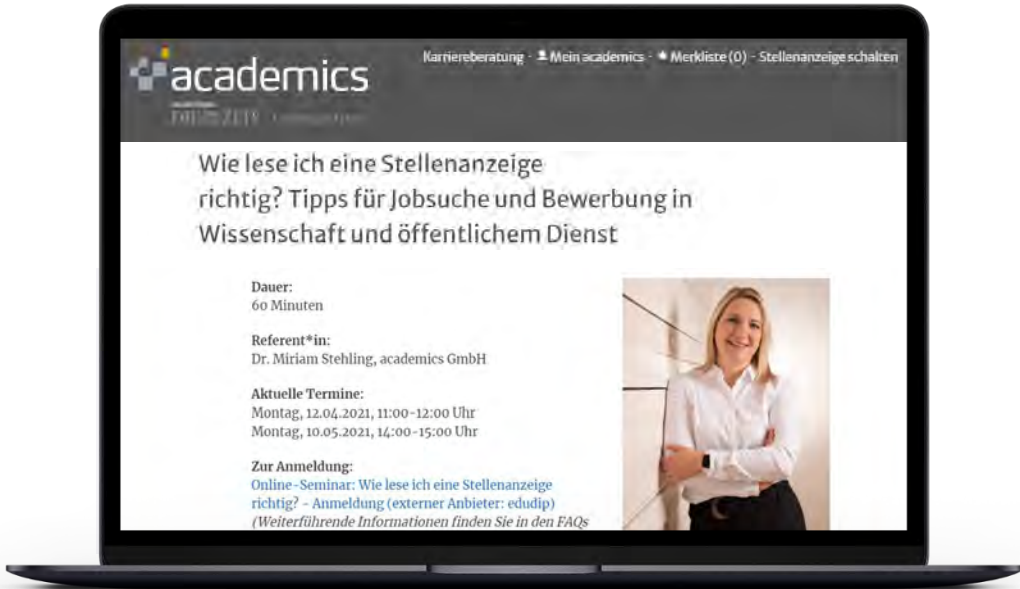 academics
Karriereberatung - Mein academics - Merkliste (0) - Stellenanzeige schalten
DIE ZEIT
Wie lese ich eine Stellenanzeige
richtig? Tipps für Jobsuche und Bewerbung in
Wissenschaft und öffentlichem Dienst
Dauer:
60 Minuten
Referent*in:
Dr. Miriam Stehling, academics GmbH
Aktuelle Termine:
Montag, 12.04.2021, 11:00-12:00 Uhr
Montag, 10.05.2021, 14:00-15:00 Uhr
Zur Anmeldung:
Online-Seminar: Wie lese ich eine Stellenanzeige
richtig? - Anmeldung (externer Anbieter: edudip)
(Weiterführende Informationen finden Sie in den FAQs